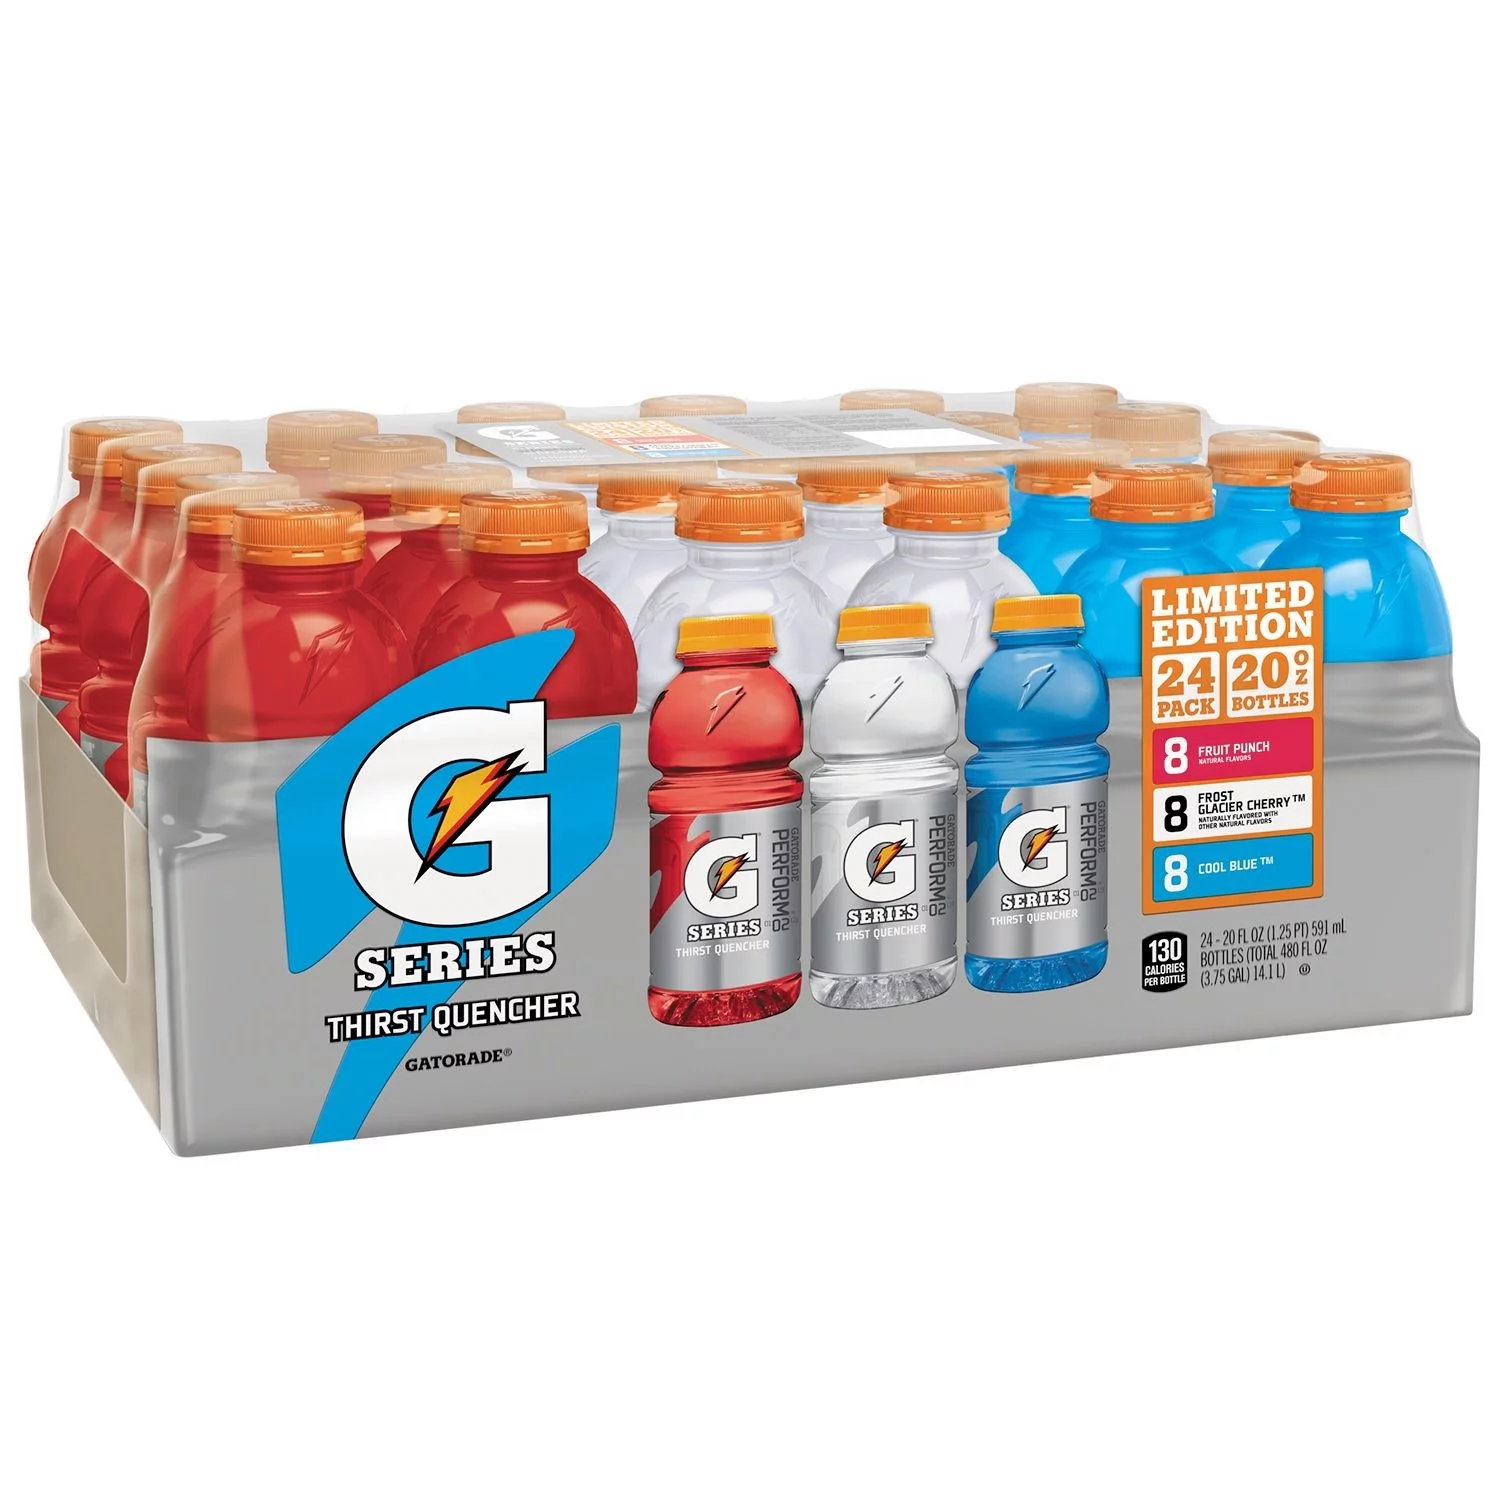 G
SERIES
THIRST QUENCHER
GATORADE®
G
SERIES
THIRST QUENCHER
GATORADE
PERFORM 02
G
SERIES
THIRST QUENCHER
GATORADE
PERFORM 02
G
SERIES
THIRST QUENCHER
GATORADE
PERFORM 02
LIMITED
EDITION
24
PACK
20 OZ
BOTTLES
8 FRUIT PUNCH
NATURAL FLAVORS
8 FROST
GLACIER CHERRY™
NATURALLY FLAVORED WITH
OTHER NATURAL FLAVORS
8 COOL BLUE™
130
CALORIES
PER BOTTLE
24 - 20 FL OZ (1.25 PT) 591 mL
BOTTLES (TOTAL 480 FL OZ
(3.75 GAL) 14.1 L)
G
SERIES
LIMITED EDITION